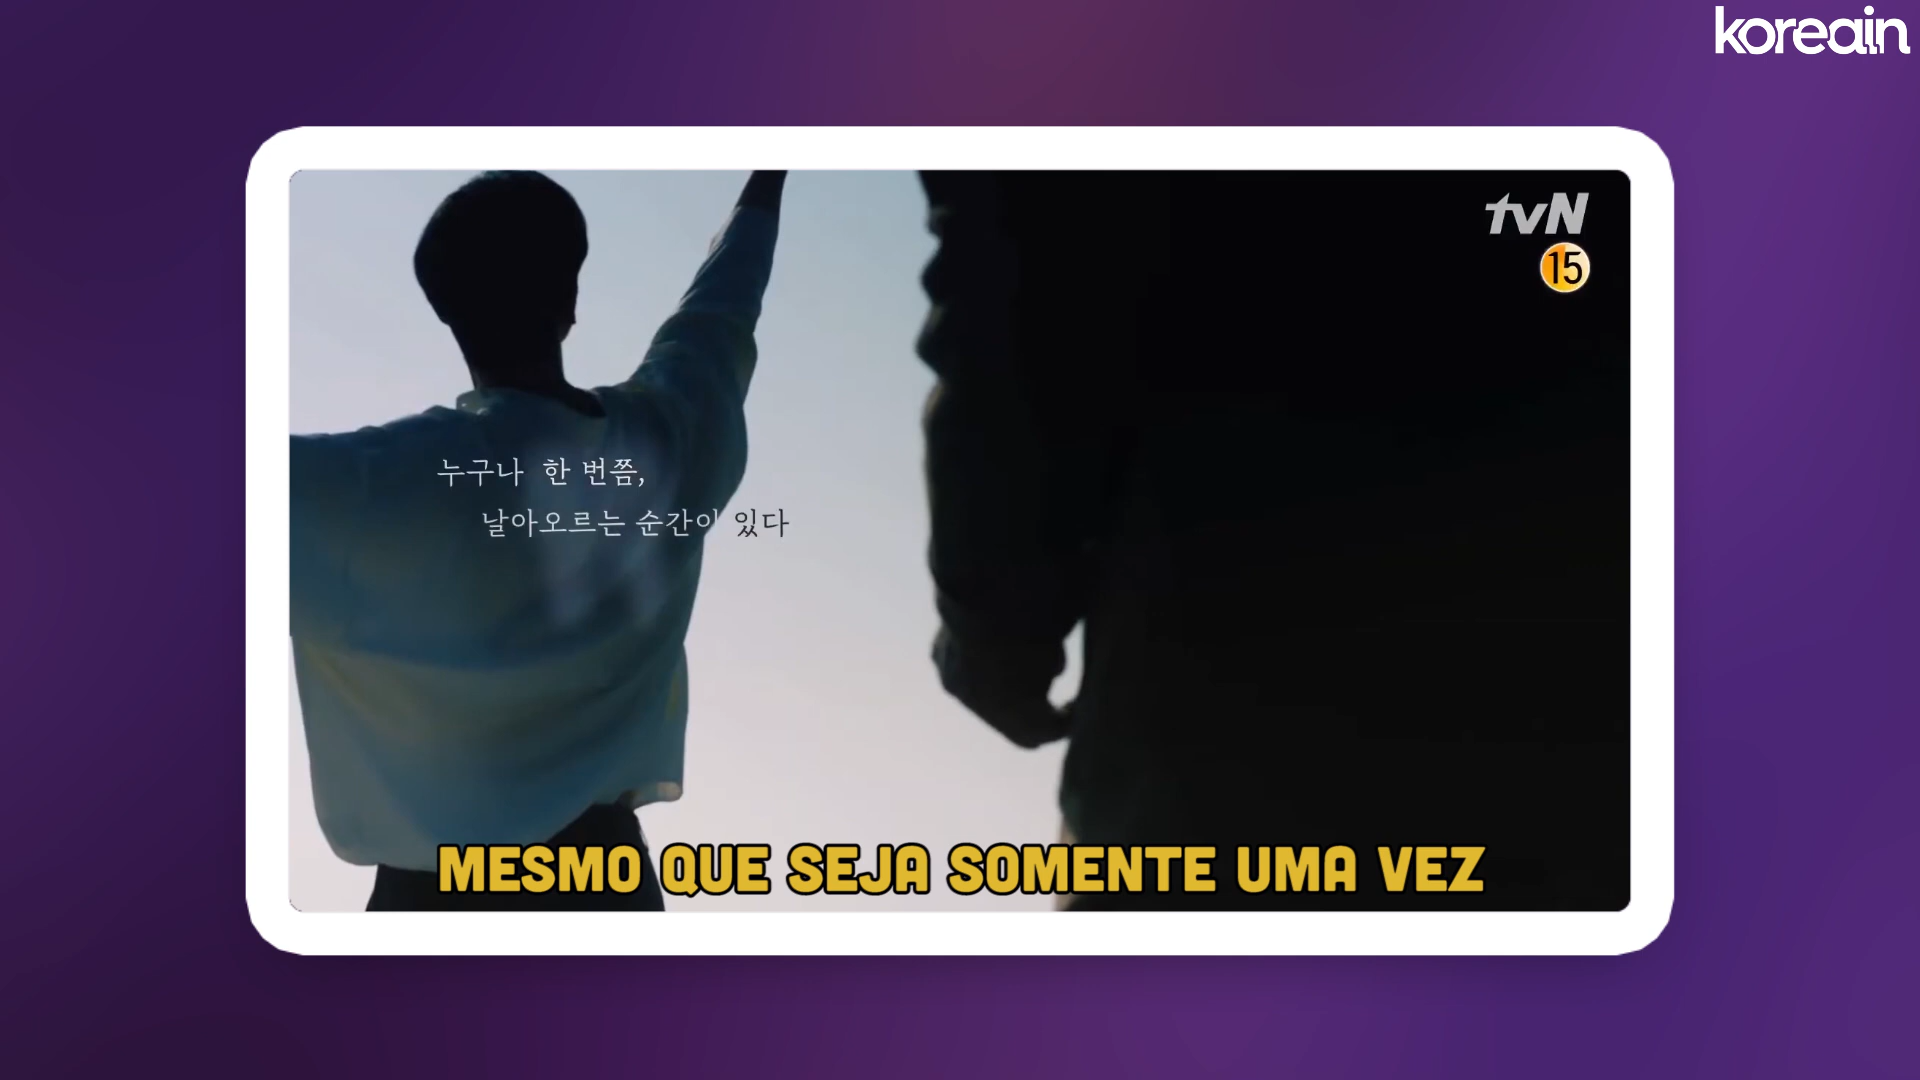 koreain
tvN
15
누구나 한 번쯤,
날아오르는 순간이 있다
MESMO QUE SEJA SOMENTE UMA VEZ